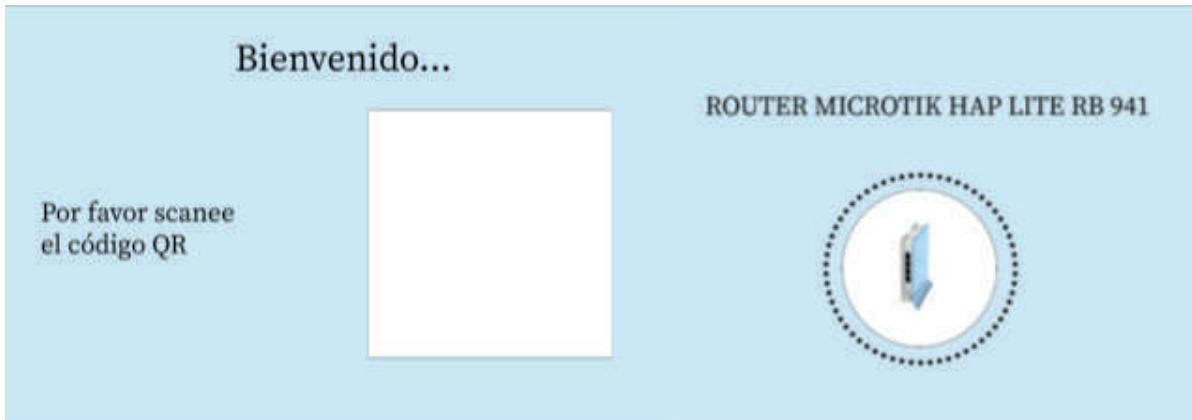 Bienvenido...
Por favor scanee
el código QR
ROUTER MICROTIK HAP LITE RB 941